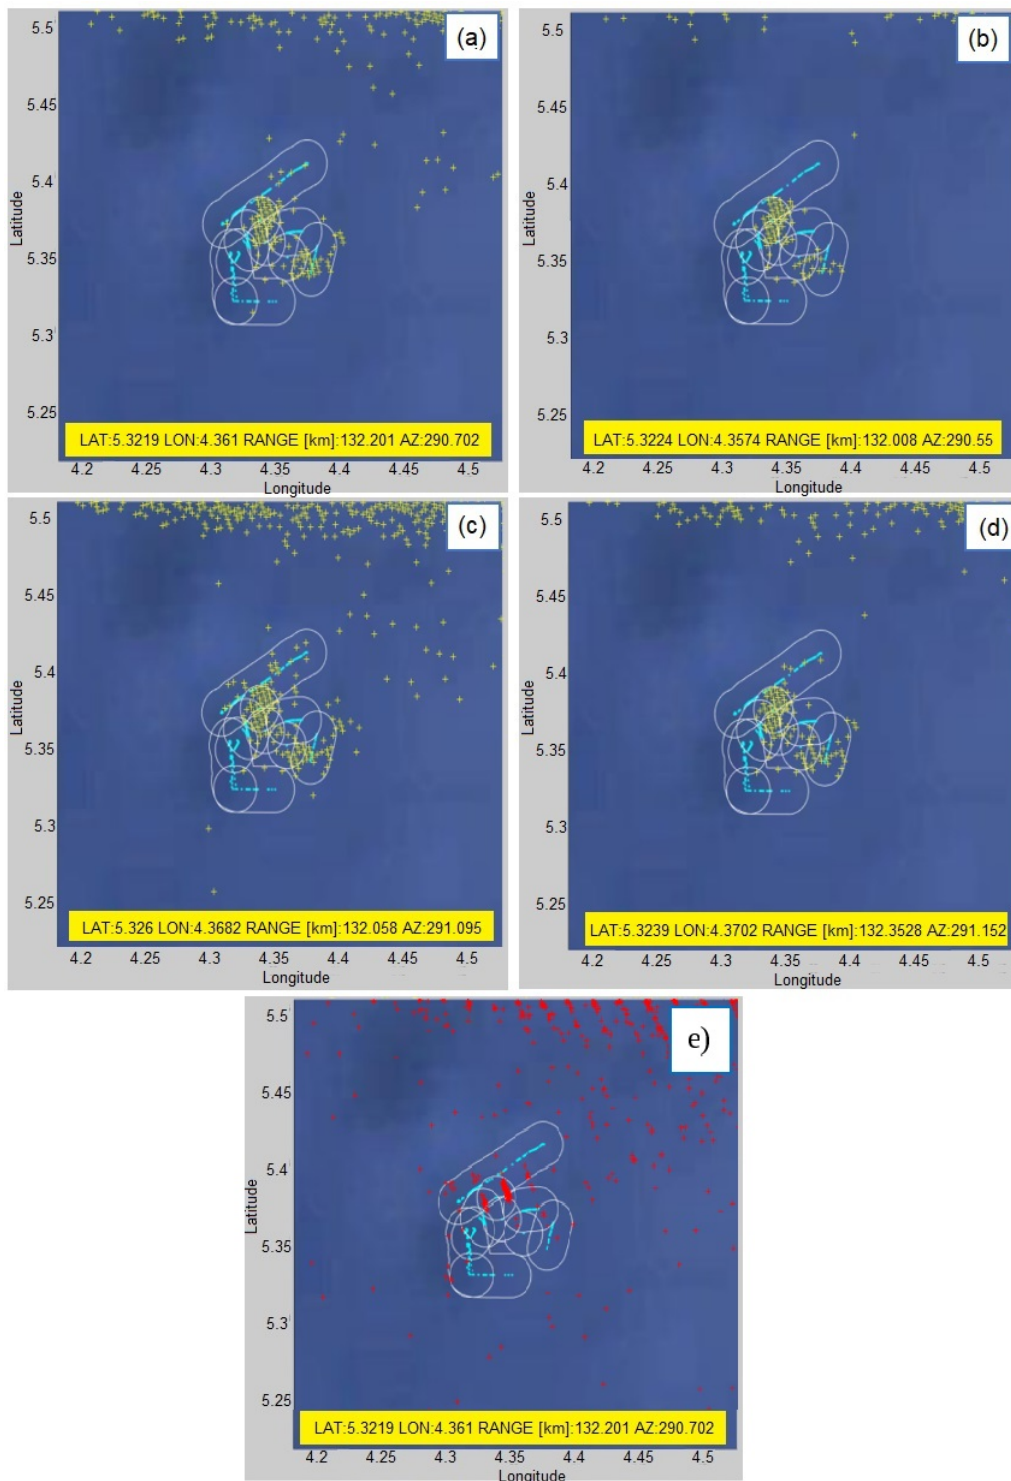 (a)
5.5
5.45
5.4
Latitude
5.35
5.3
5.25
LAT:5.3219 LON:4.361 RANGE [km]:132.201 AZ:290.702
4.2 4.25 4.3 4.35 4.4 4.45 4.5
Longitude
(b)
5.5
5.45
5.4
Latitude
5.35
5.3
5.25
LAT:5.3224 LON:4.3574 RANGE [km]:132.008 AZ:290.55
4.2 4.25 4.3 4.35 4.4 4.45 4.5
Longitude
(c)
5.5
5.45
5.4
Latitude
5.35
5.3
5.25
LAT:5.326 LON:4.3682 RANGE [km]:132.058 AZ:291.095
4.2 4.25 4.3 4.35 4.4 4.45 4.5
Longitude
(d)
5.5
5.45
5.4
Latitude
5.35
5.3
5.25
LAT:5.3239 LON:4.3702 RANGE [km]:132.3528 AZ:291.152
4.2 4.25 4.3 4.35 4.4 4.45 4.5
Longitude
e)
5.5
5.45
5.4
Latitude
5.35
5.3
5.25
LAT:5.3219 LON:4.361 RANGE [km]:132.201 AZ:290.702
4.2 4.25 4.3 4.35 4.4 4.45 4.5
Longitude